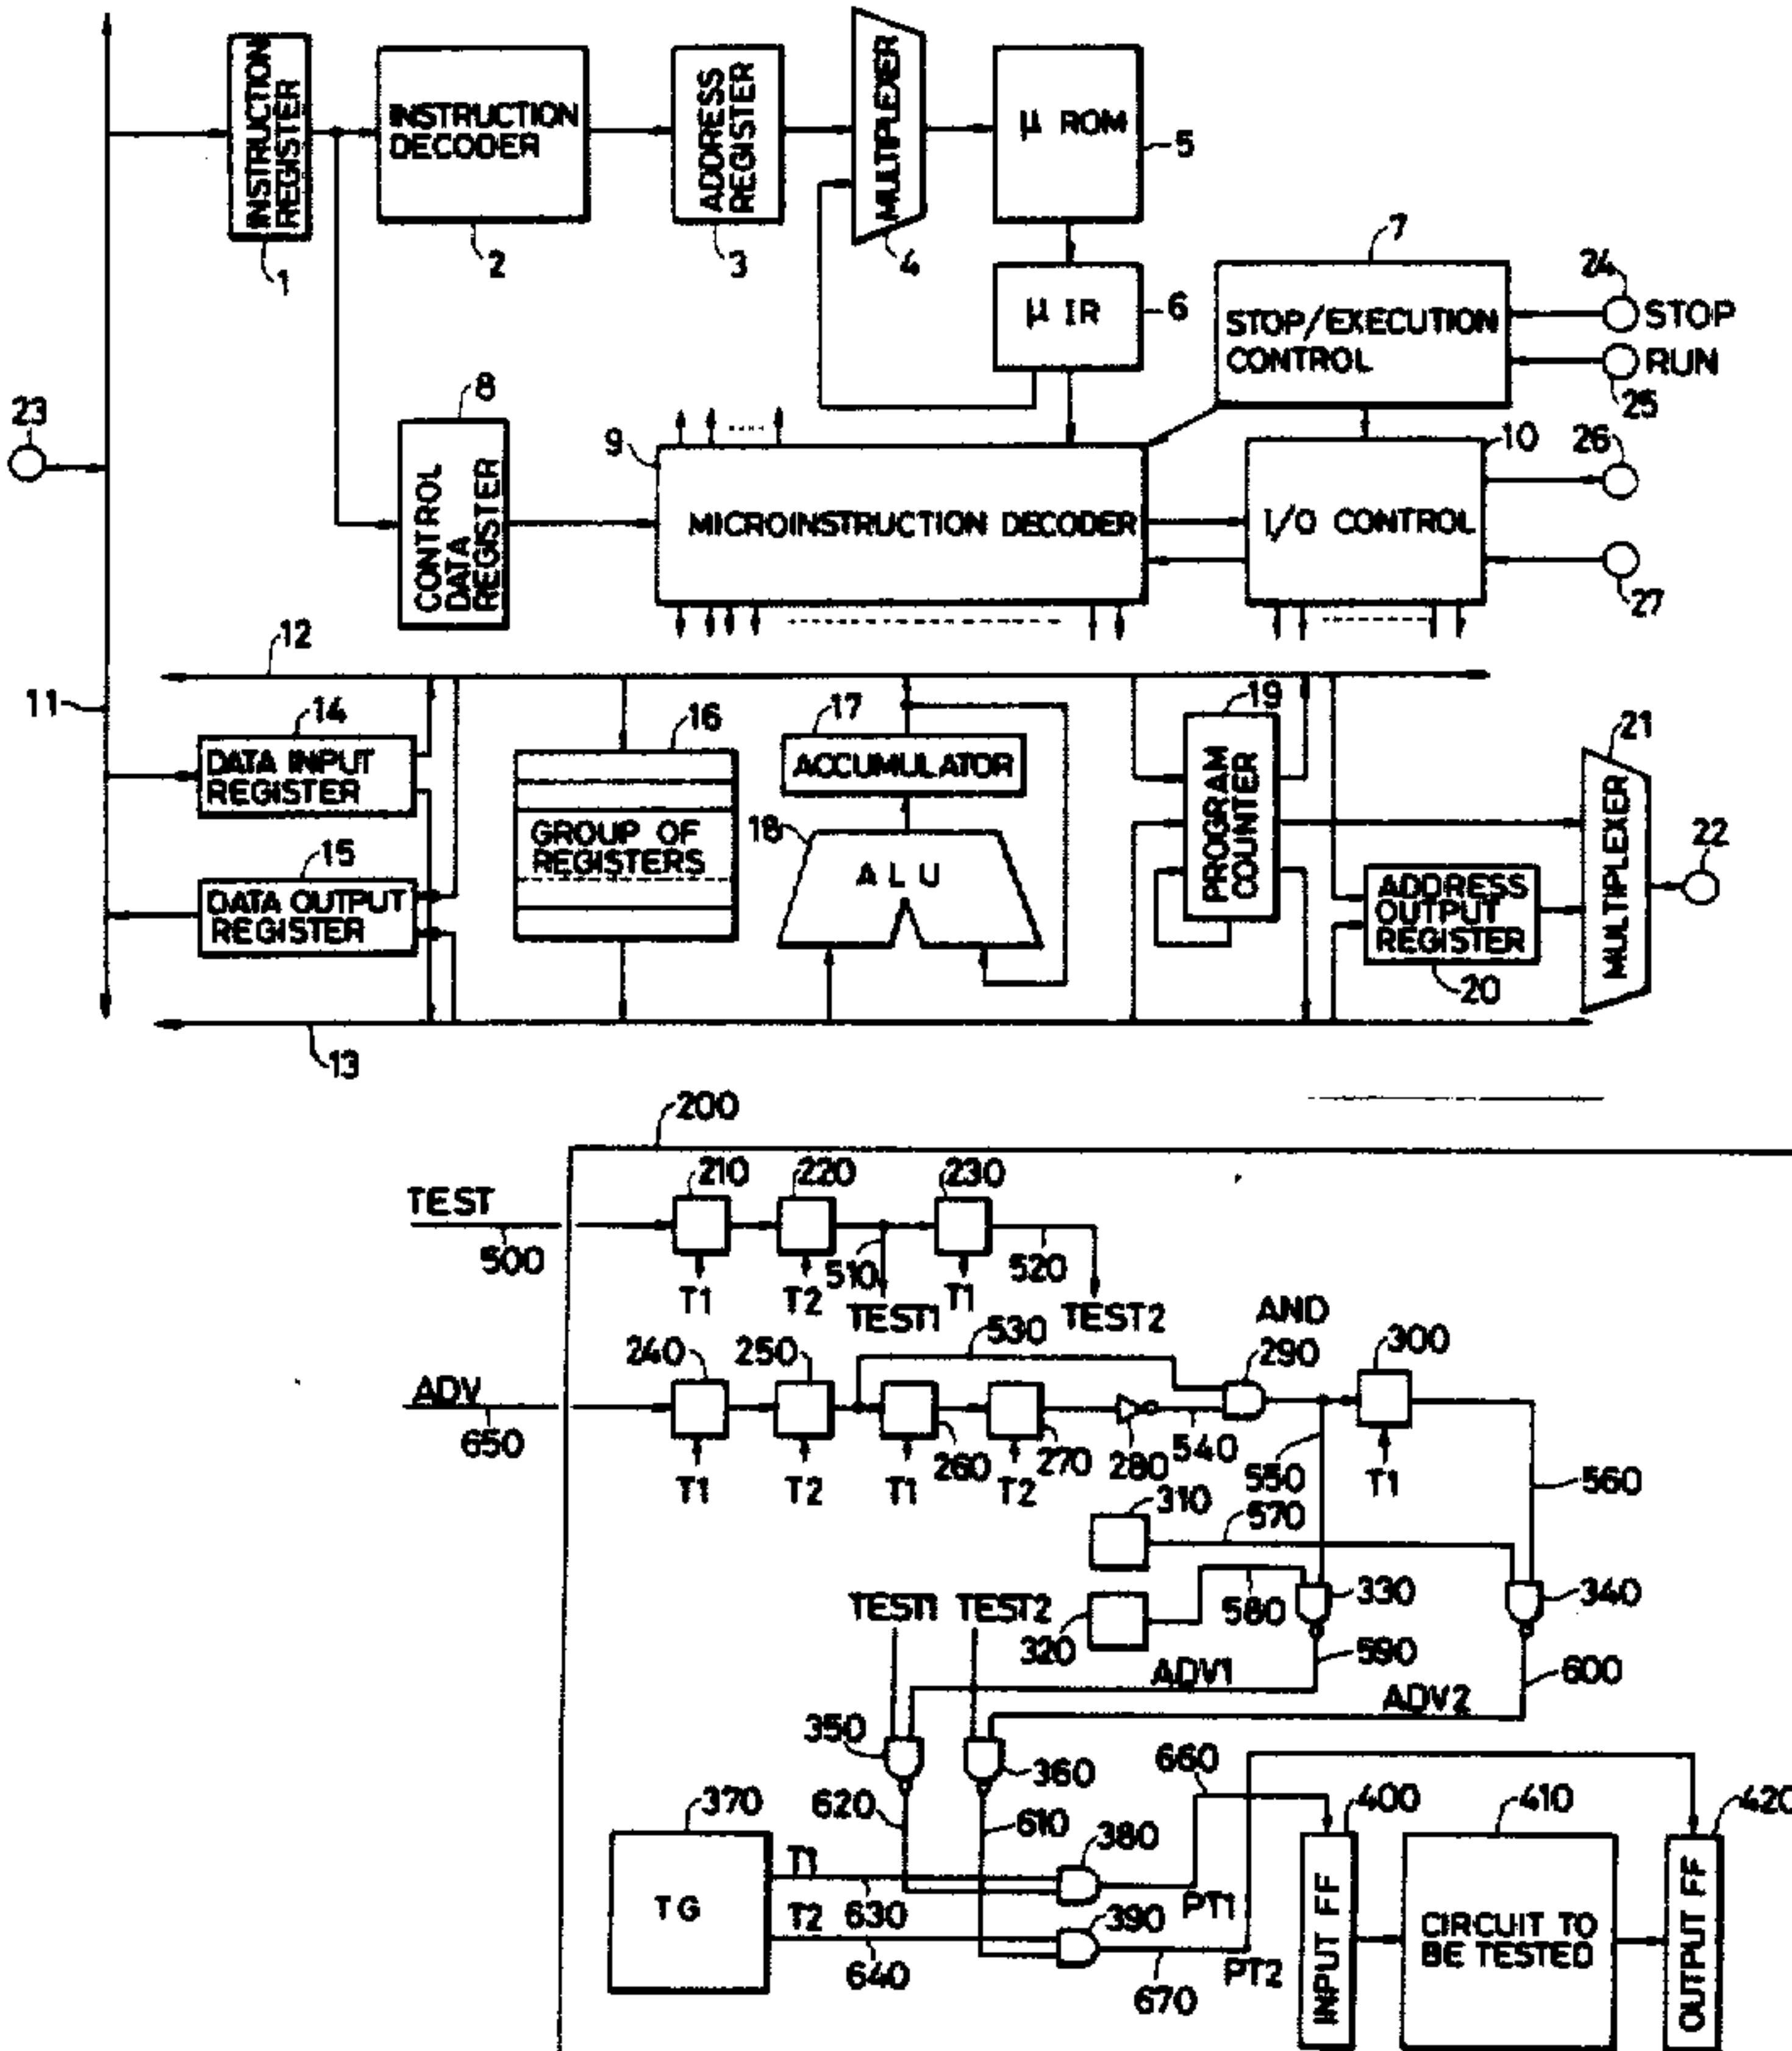 INSTRUCTION
REGISTER
1
INSTRUCTION
DECODER
2
ADDRESS
REGISTER
3
MULTIPLEXER
4
μ ROM
5
μ IR
6
7
STOP/EXECUTION
CONTROL
24
STOP
RUN
25
23
8
CONTROL
DATA
REGISTER
9
MICROINSTRUCTION DECODER
10
I/O CONTROL
26
27
12
11
14
DATA INPUT
REGISTER
15
DATA OUTPUT
REGISTER
16
GROUP OF
REGISTERS
17
ACCUMULATOR
18
ALU
19
PROGRAM
COUNTER
ADDRESS
OUTPUT
REGISTER
20
21
MULTIPLEXER
22
13
200
TEST
500
210
T1
220
T2
510
TEST1
230
T1
520
TEST2
ADV
650
240
T1
250
T2
530
260
T1
270
T2
280
540
AND
290
550
300
T1
560
310
570
320
580
330
340
TEST1 TEST2
590
ADV1
600
ADV2
350
360
620
610
370
TG
T1
630
T2
640
380
390
660
PT1
670
PT2
400
INPUT FF
410
CIRCUIT TO
BE TESTED
420
OUTPUT FF